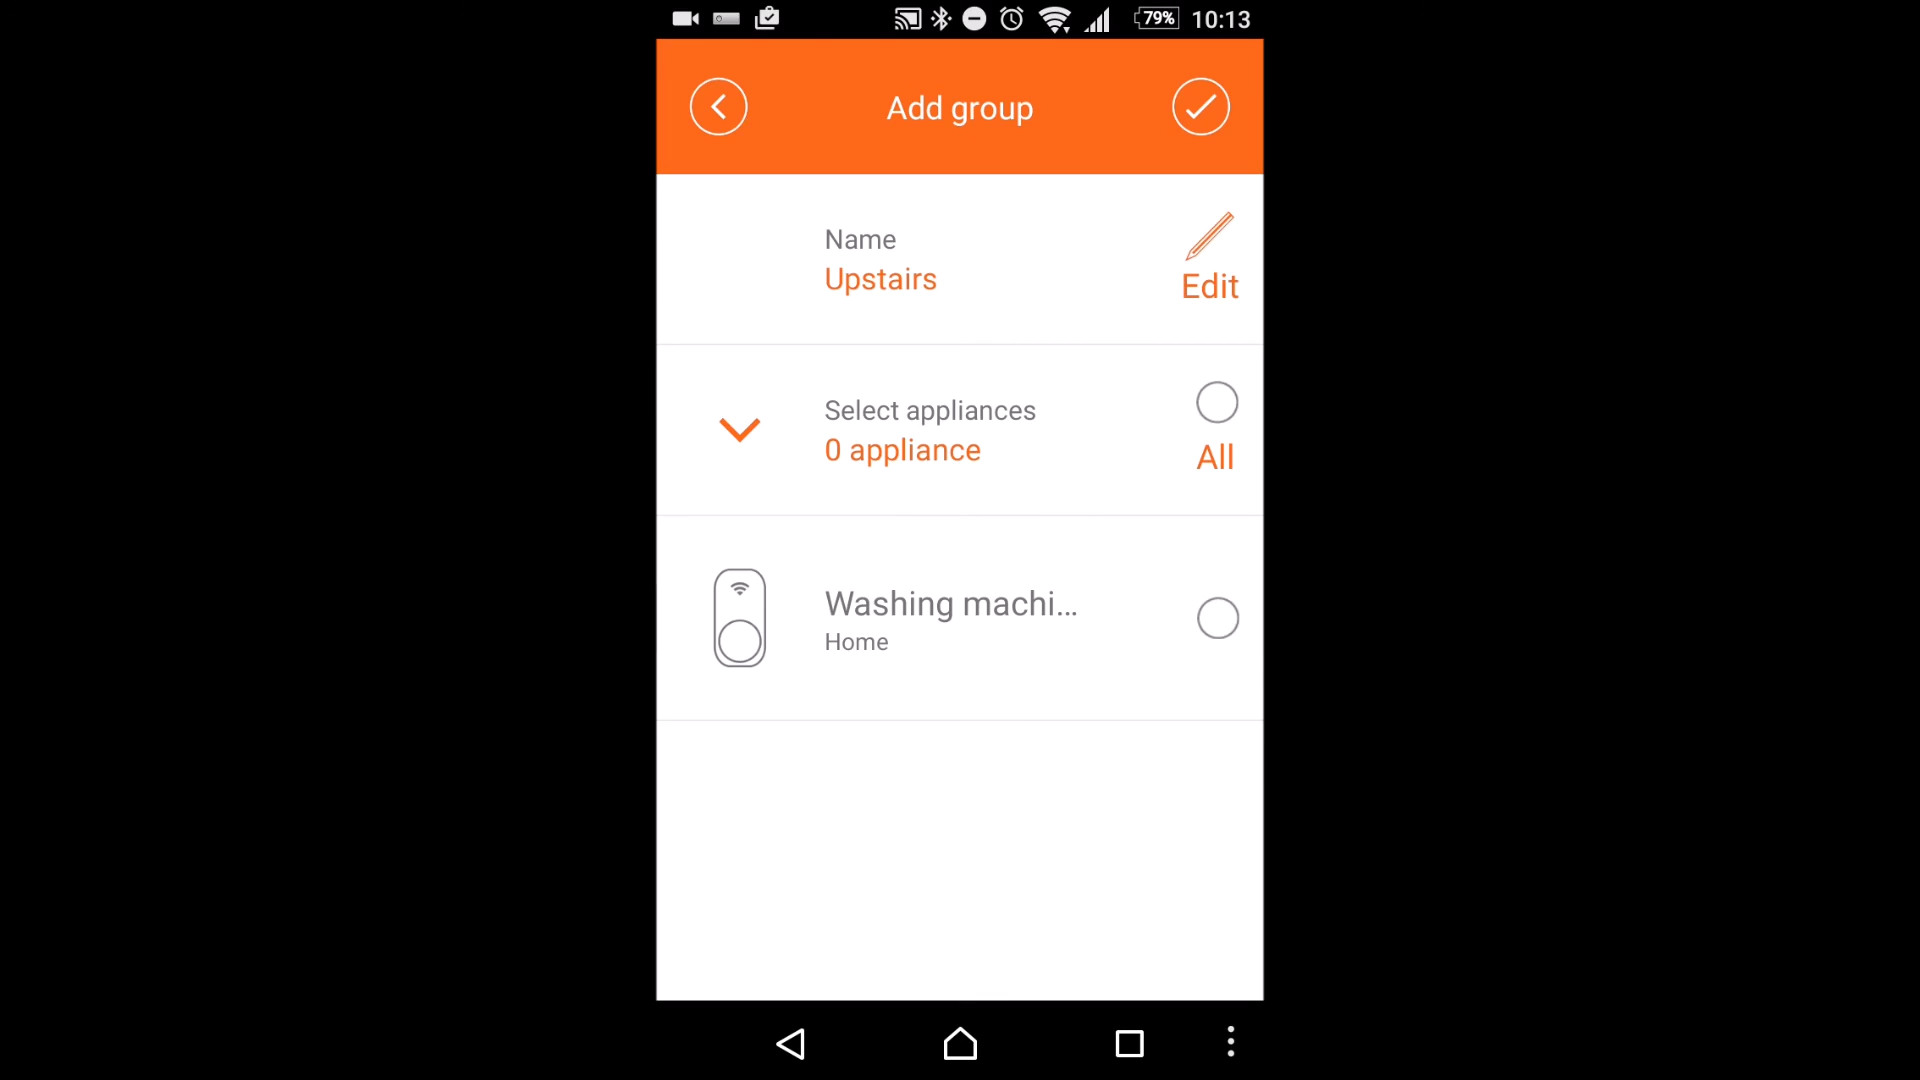 79% 10:13
Add group
Name
Upstairs
Edit
Select appliances
0 appliance
All
Washing machi...
Home